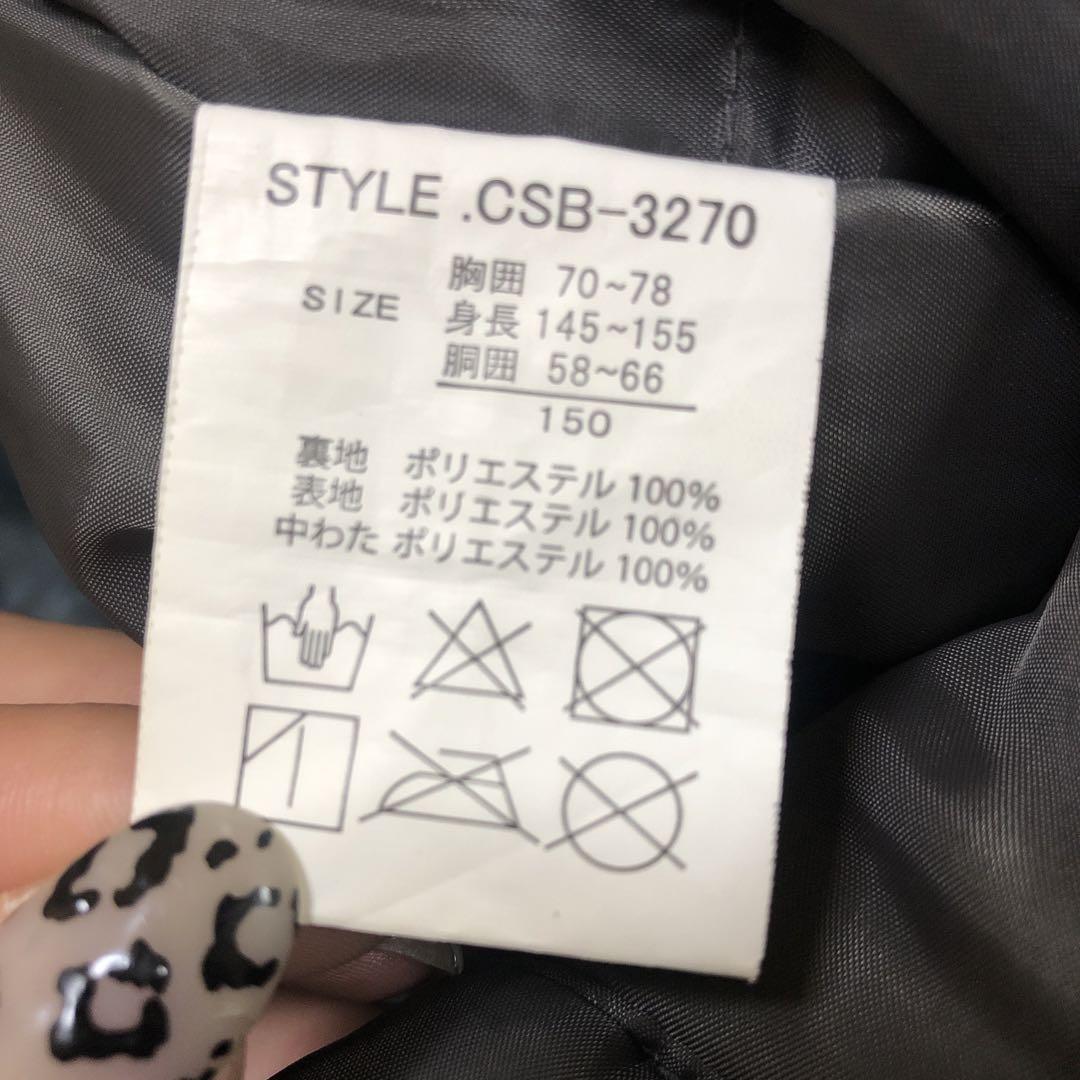 STYLE .CSB-3270
胸囲 70~78
SIZE 身長 145~155
胴囲 58~66
150
裏地 ポリエステル 100%
表地 ポリエステル 100%
中わた ポリエステル 100%